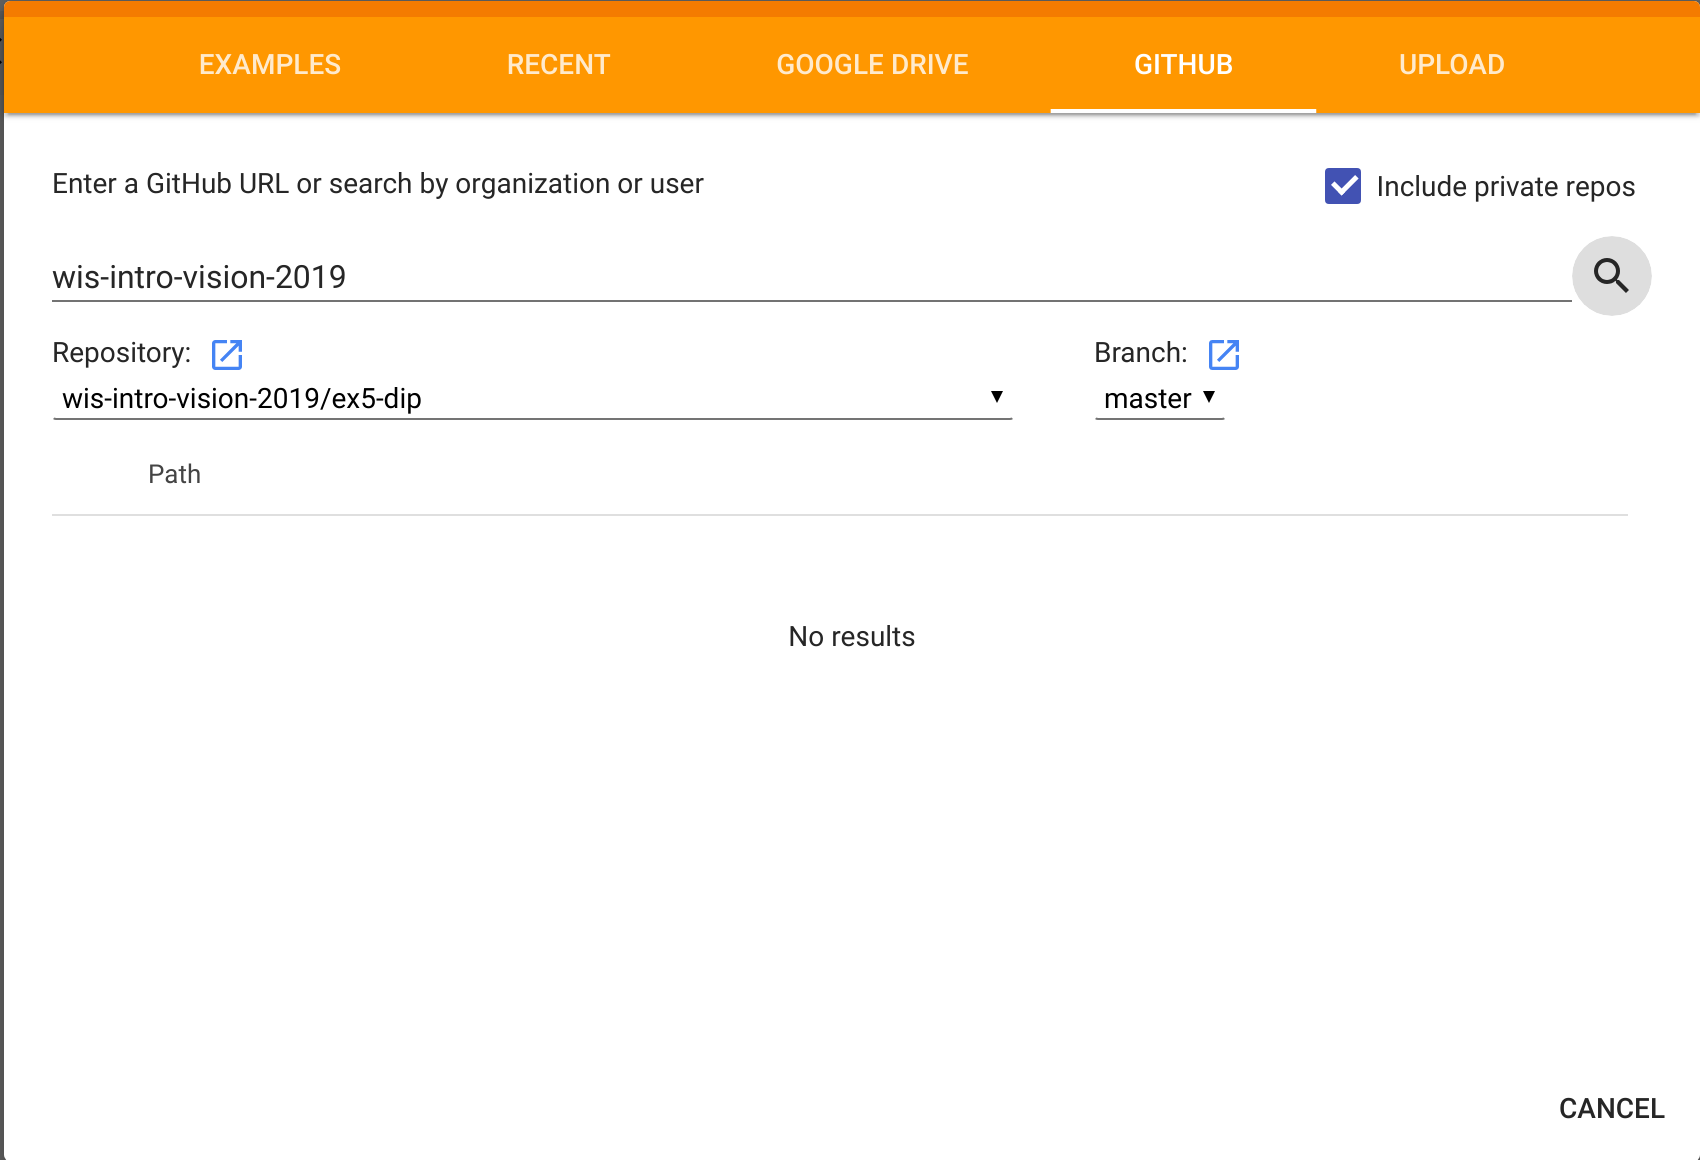 EXAMPLES RECENT GOOGLE DRIVE GITHUB UPLOAD
Enter a GitHub URL or search by organization or user
Include private repos
wis-intro-vision-2019
Repository: Branch:
wis-intro-vision-2019/ex5-dip master
Path
No results
CANCEL